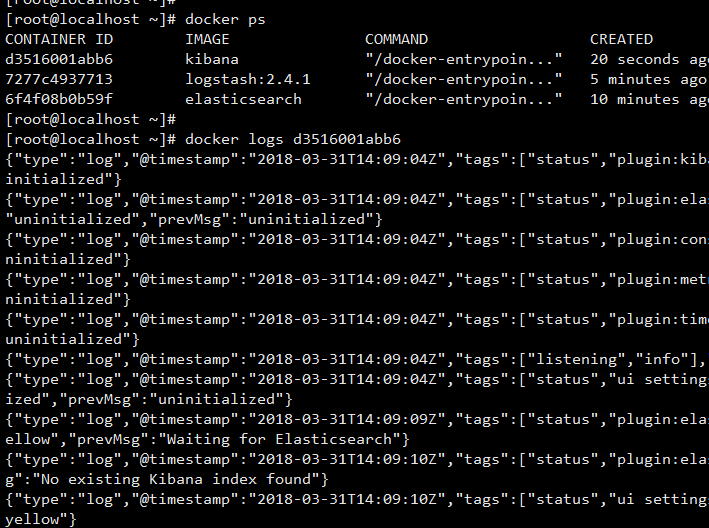 [root@localhost ~]#
[root@localhost ~]# docker ps
CONTAINER ID IMAGE COMMAND CREATED
d3516001abb6 kibana "/docker-entrypoin..." 20 seconds ago
7277c4937713 logstash:2.4.1 "/docker-entrypoin..." 5 minutes ago
6f4f08b0b59f elasticsearch "/docker-entrypoin..." 10 minutes ago
[root@localhost ~]#
[root@localhost ~]# docker logs d3516001abb6
{"type":"log","@timestamp":"2018-03-31T14:09:04Z","tags":["status","plugin:kiba
initialized"}
{"type":"log","@timestamp":"2018-03-31T14:09:04Z","tags":["status","plugin:elas
"uninitialized","prevMsg":"uninitialized"}
{"type":"log","@timestamp":"2018-03-31T14:09:04Z","tags":["status","plugin:cons
ninitialized"}
{"type":"log","@timestamp":"2018-03-31T14:09:04Z","tags":["status","plugin:metr
ninitialized"}
{"type":"log","@timestamp":"2018-03-31T14:09:04Z","tags":["status","plugin:time
uninitialized"}
{"type":"log","@timestamp":"2018-03-31T14:09:04Z","tags":["listening","info"],
{"type":"log","@timestamp":"2018-03-31T14:09:04Z","tags":["status","ui setting
ized","prevMsg":"uninitialized"}
{"type":"log","@timestamp":"2018-03-31T14:09:09Z","tags":["status","plugin:elas
ellow","prevMsg":"Waiting for Elasticsearch"}
{"type":"log","@timestamp":"2018-03-31T14:09:10Z","tags":["status","plugin:elas
g":"No existing Kibana index found"}
{"type":"log","@timestamp":"2018-03-31T14:09:10Z","tags":["status","ui setting
yellow"}